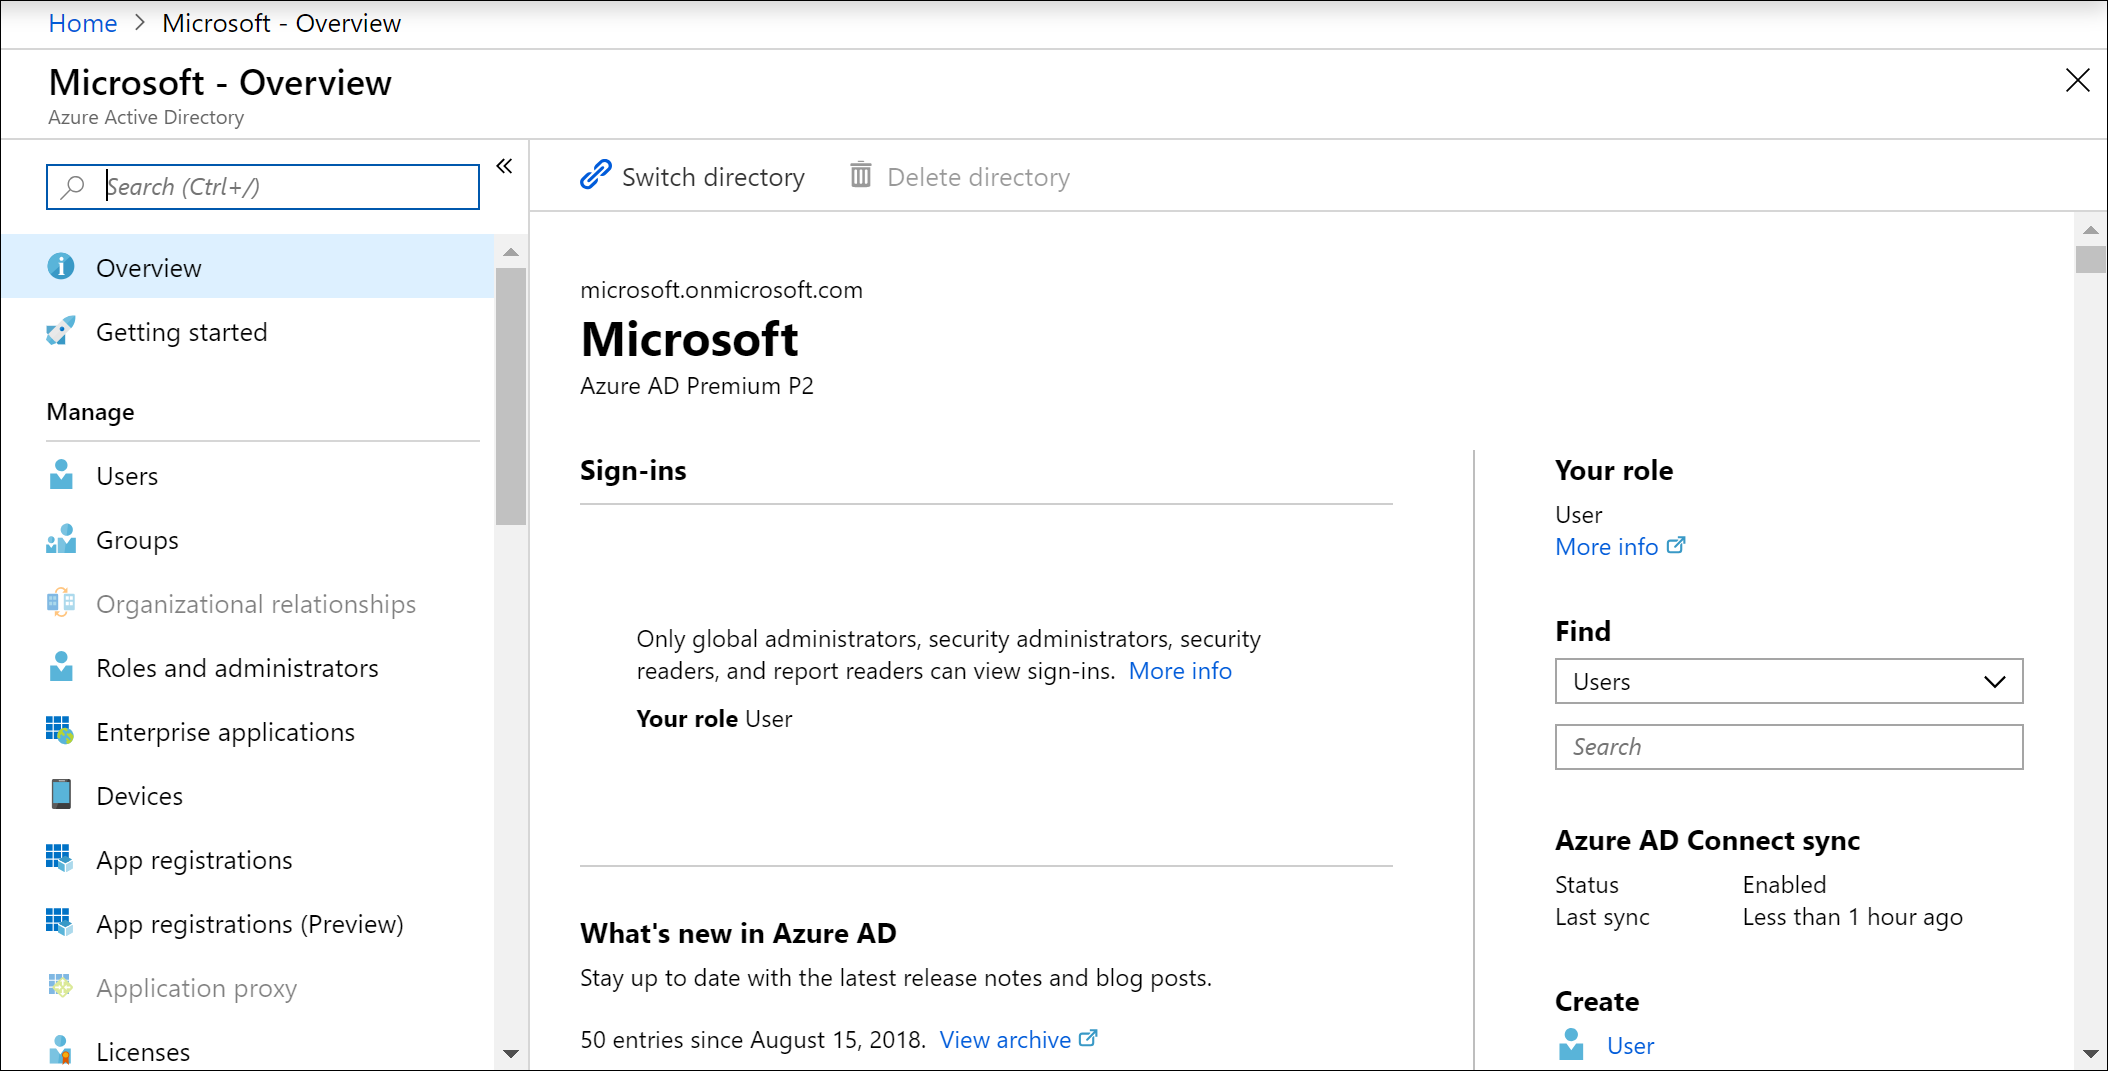 Home > Microsoft - Overview
Microsoft - Overview
Azure Active Directory
Search (Ctrl+/)
Overview
Getting started
Manage
Users
Groups
Organizational relationships
Roles and administrators
Enterprise applications
Devices
App registrations
App registrations (Preview)
Application proxy
Licenses
Switch directory
Delete directory
microsoft.onmicrosoft.com
Microsoft
Azure AD Premium P2
Sign-ins
Only global administrators, security administrators, security
readers, and report readers can view sign-ins. More info
Your role User
What's new in Azure AD
Stay up to date with the latest release notes and blog posts.
50 entries since August 15, 2018. View archive
Your role
User
More info
Find
Users
Search
Azure AD Connect sync
Status Enabled
Last sync Less than 1 hour ago
Create
User